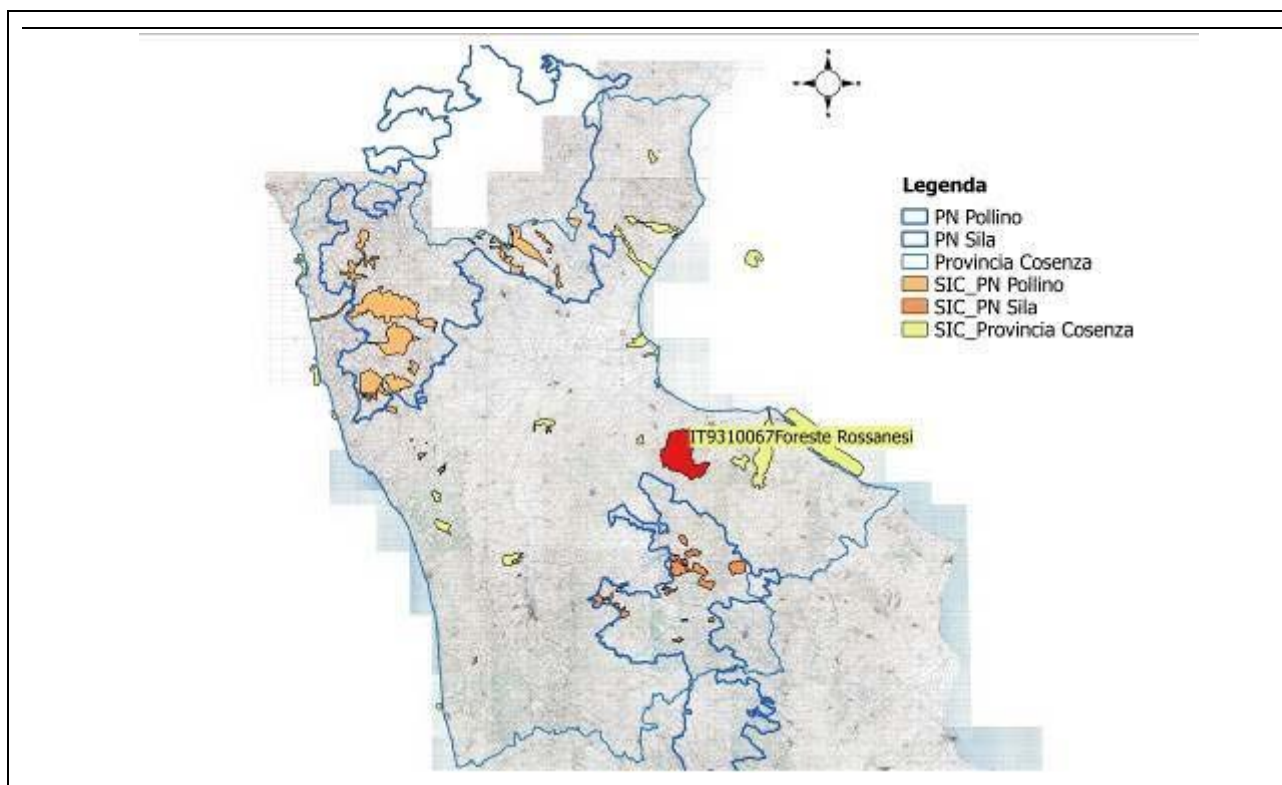 Legenda
PN Pollino
PN Sila
Provincia Cosenza
SIC_PN Pollino
SIC_PN Sila
SIC_Provincia Cosenza
IT9310067Foreste Rossanesi